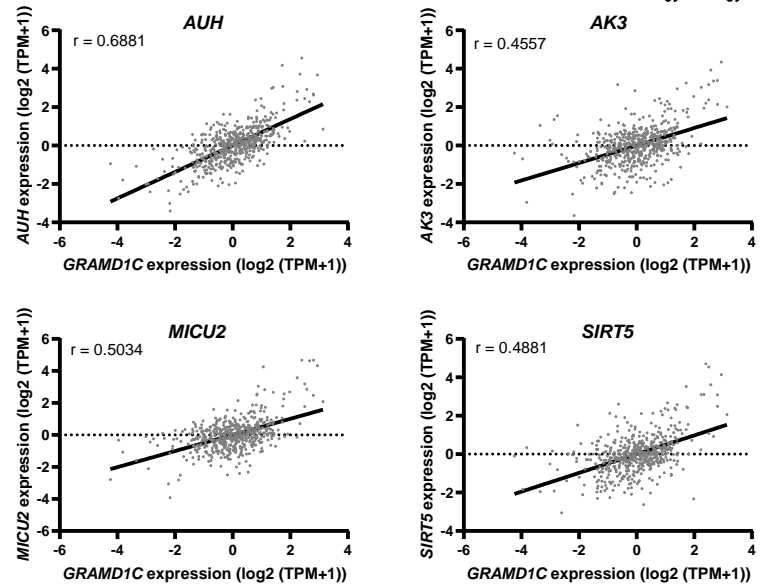 AUH
r = 0.6881
AUH expression (log2 (TPM+1))
6
4
2
0
-2
-4
-6 -4 -2 0 2 4
GRAMD1C expression (log2 (TPM+1))
AK3
r = 0.4557
AK3 expression (log2 (TPM+1))
6
4
2
0
-2
-4
-6 -4 -2 0 2 4
GRAMD1C expression (log2 (TPM+1))
MICU2
r = 0.5034
MICU2 expression (log2 (TPM+1))
6
4
2
0
-2
-4
-6
-6 -4 -2 0 2 4
GRAMD1C expression (log2 (TPM+1))
SIRT5
r = 0.4881
SIRT5 expression (log2 (TPM+1))
6
4
2
0
-2
-4
-6 -4 -2 0 2 4
GRAMD1C expression (log2 (TPM+1))